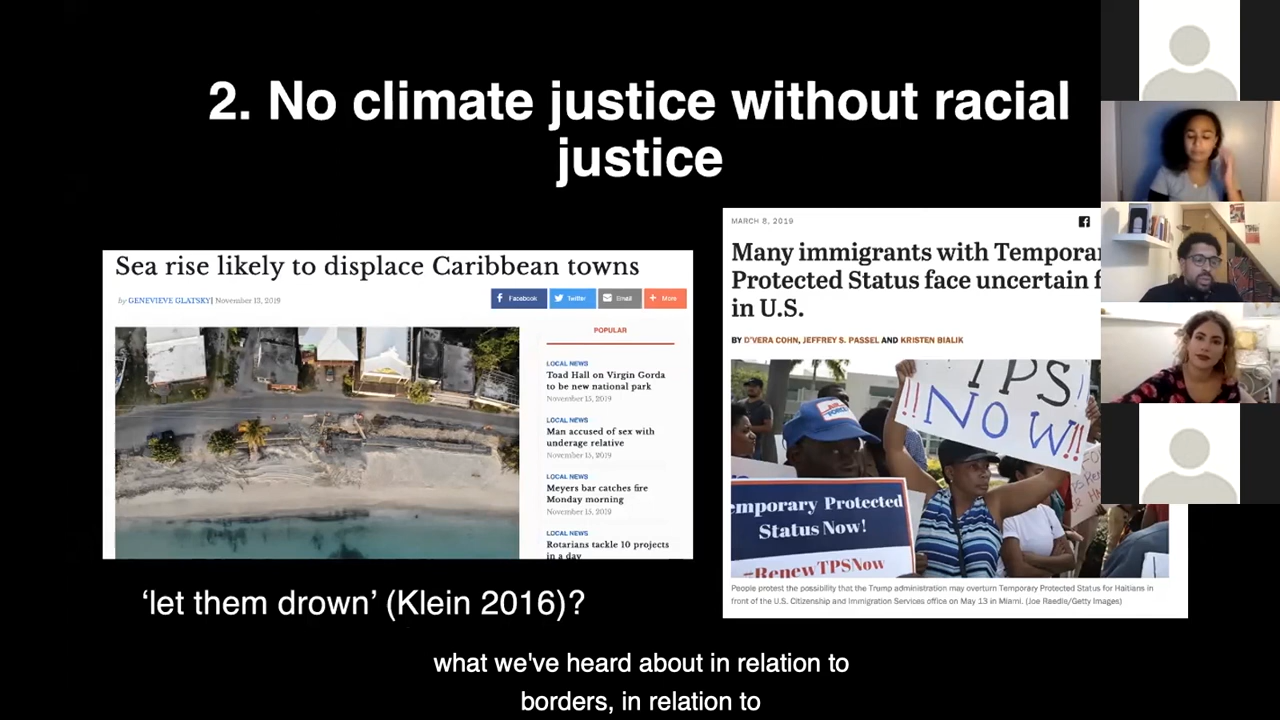 2. No climate justice without racial
justice
Sea rise likely to displace Caribbean towns
by GENEVIEVE GLATSKY| November 13, 2019
Facebook
Twitter
Email
More
POPULAR
LOCAL NEWS
Toad Hall on Virgin Gorda
to be new national park
November 15, 2019
LOCAL NEWS
Man accused of sex with
underage relative
November 15, 2019
LOCAL NEWS
Meyers bar catches fire
Monday morning
November 15, 2019
LOCAL NEWS
Rotarians tackle 10 projects
in a day
MARCH 8, 2019
Many immigrants with Temporar
Protected Status face uncertain f
in U.S.
BY D'VERA COHN, JEFFREY S. PASSEL AND KRISTEN BIALIK
TPS
!!NOW!!
emporary Protected
Status Now!
#RenewTPSNow
People protest the possibility that the Trump administration may overturn Temporary Protected Status for Haitians in
front of the U.S. Citizenship and Immigration Services office on May 13 in Miami. (Joe Raedle/Getty Images)
‘let them drown’ (Klein 2016)?
what we've heard about in relation to
borders, in relation to